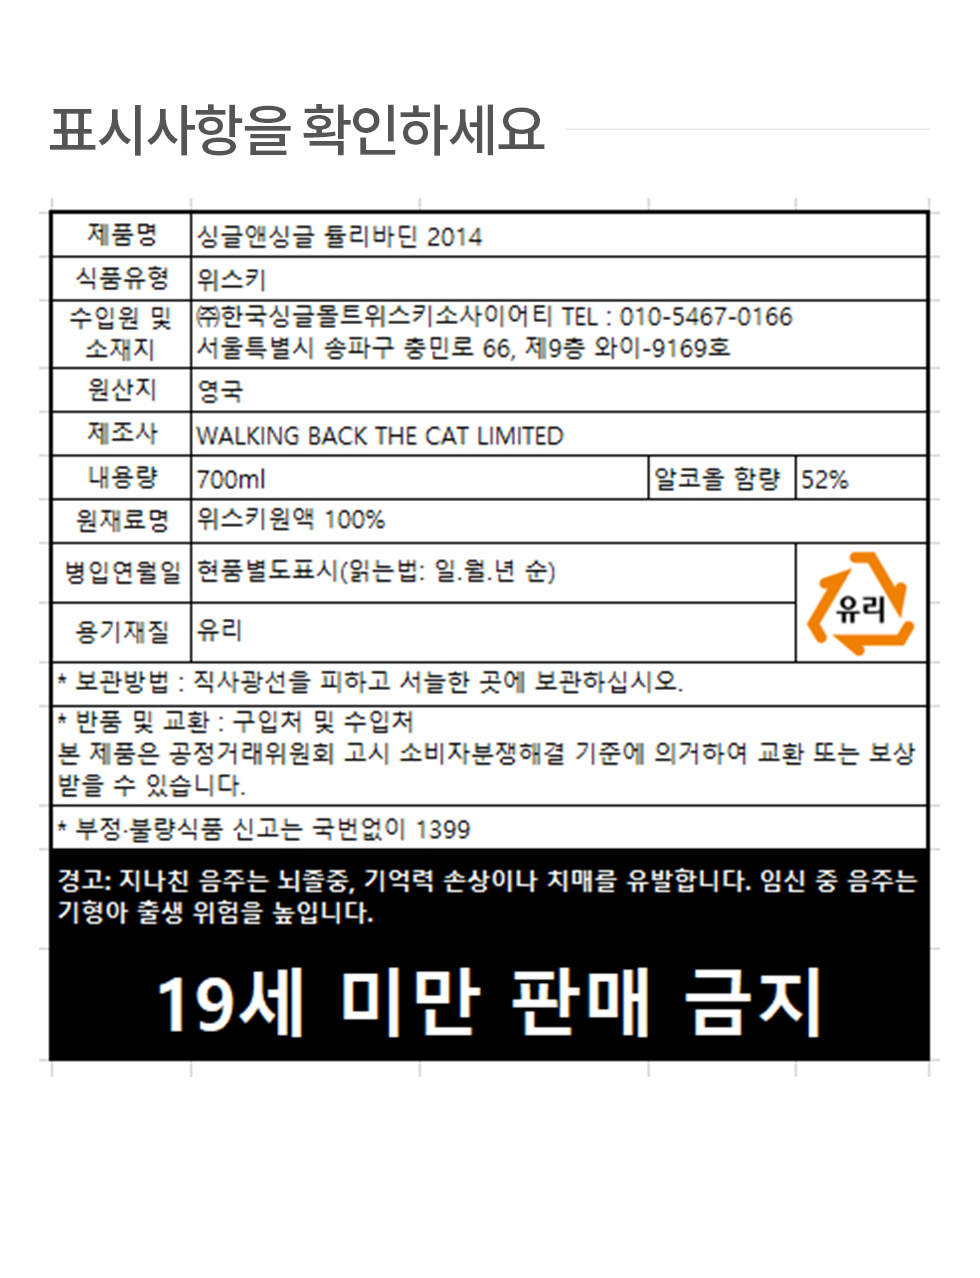 표시사항을 확인하세요
제품명 싱글앤싱글 튤리바딘 2014
식품유형 위스키
수입원 및 소재지 ㈜한국싱글몰트위스키소사이어티 TEL : 010-5467-0166
서울특별시 송파구 충민로 66, 제9층 와이-9169호
원산지 영국
제조사 WALKING BACK THE CAT LIMITED
내용량 700ml 알코올 함량 52%
원재료명 위스키원액 100%
병입연월일 현품별도표시(읽는법: 일.월.년 순)
유리
용기재질 유리
* 보관방법 : 직사광선을 피하고 서늘한 곳에 보관하십시오.
* 반품 및 교환 : 구입처 및 수입처
본 제품은 공정거래위원회 고시 소비자분쟁해결 기준에 의거하여 교환 또는 보상
받을 수 있습니다.
* 부정·불량식품 신고는 국번없이 1399
경고: 지나친 음주는 뇌졸중, 기억력 손상이나 치매를 유발합니다. 임신 중 음주는
기형아 출생 위험을 높입니다.
19세 미만 판매 금지